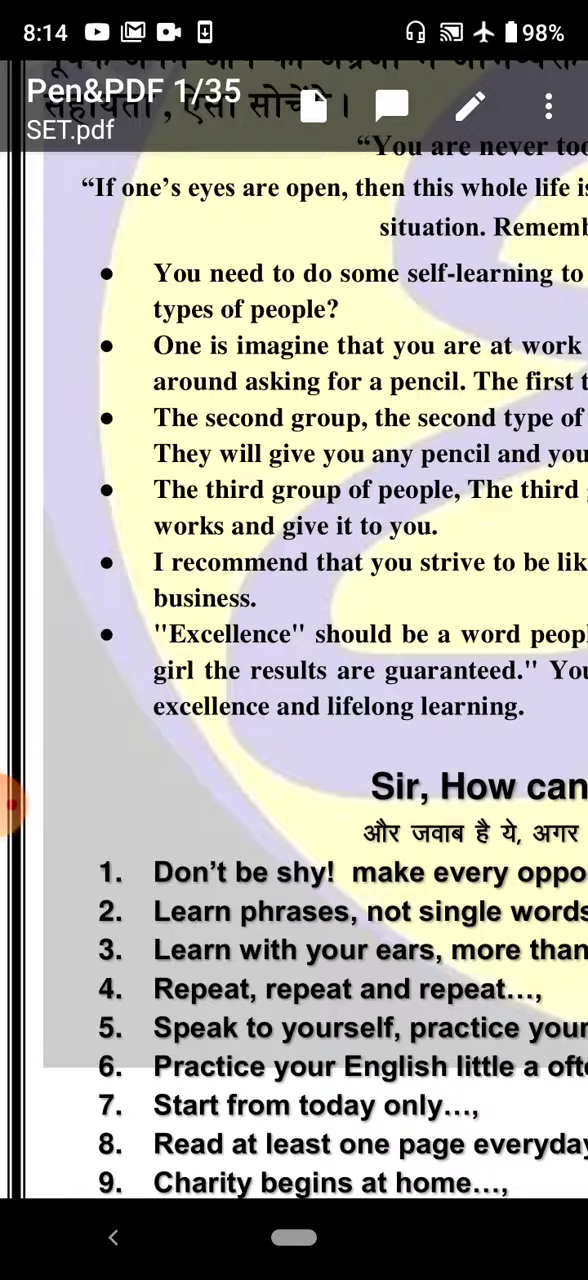 8:14
98%
Pen&PDF 1/35
SET.pdf
सहायता , ऐसा सोचेंगे ।
“You are never too
“If one’s eyes are open, then this whole life is
situation. Rememb
● You need to do some self-learning to
types of people?
● One is imagine that you are at work
around asking for a pencil. The first t
● The second group, the second type of
They will give you any pencil and you
● The third group of people, The third
works and give it to you.
● I recommend that you strive to be lik
business.
● "Excellence" should be a word peopl
girl the results are guaranteed." You
excellence and lifelong learning.
Sir, How can
और जवाब है ये, अगर
1. Don’t be shy! make every oppo
2. Learn phrases, not single words
3. Learn with your ears, more than
4. Repeat, repeat and repeat…,
5. Speak to yourself, practice your
6. Practice your English little a ofte
7. Start from today only…,
8. Read at least one page everyday
9. Charity begins at home…,